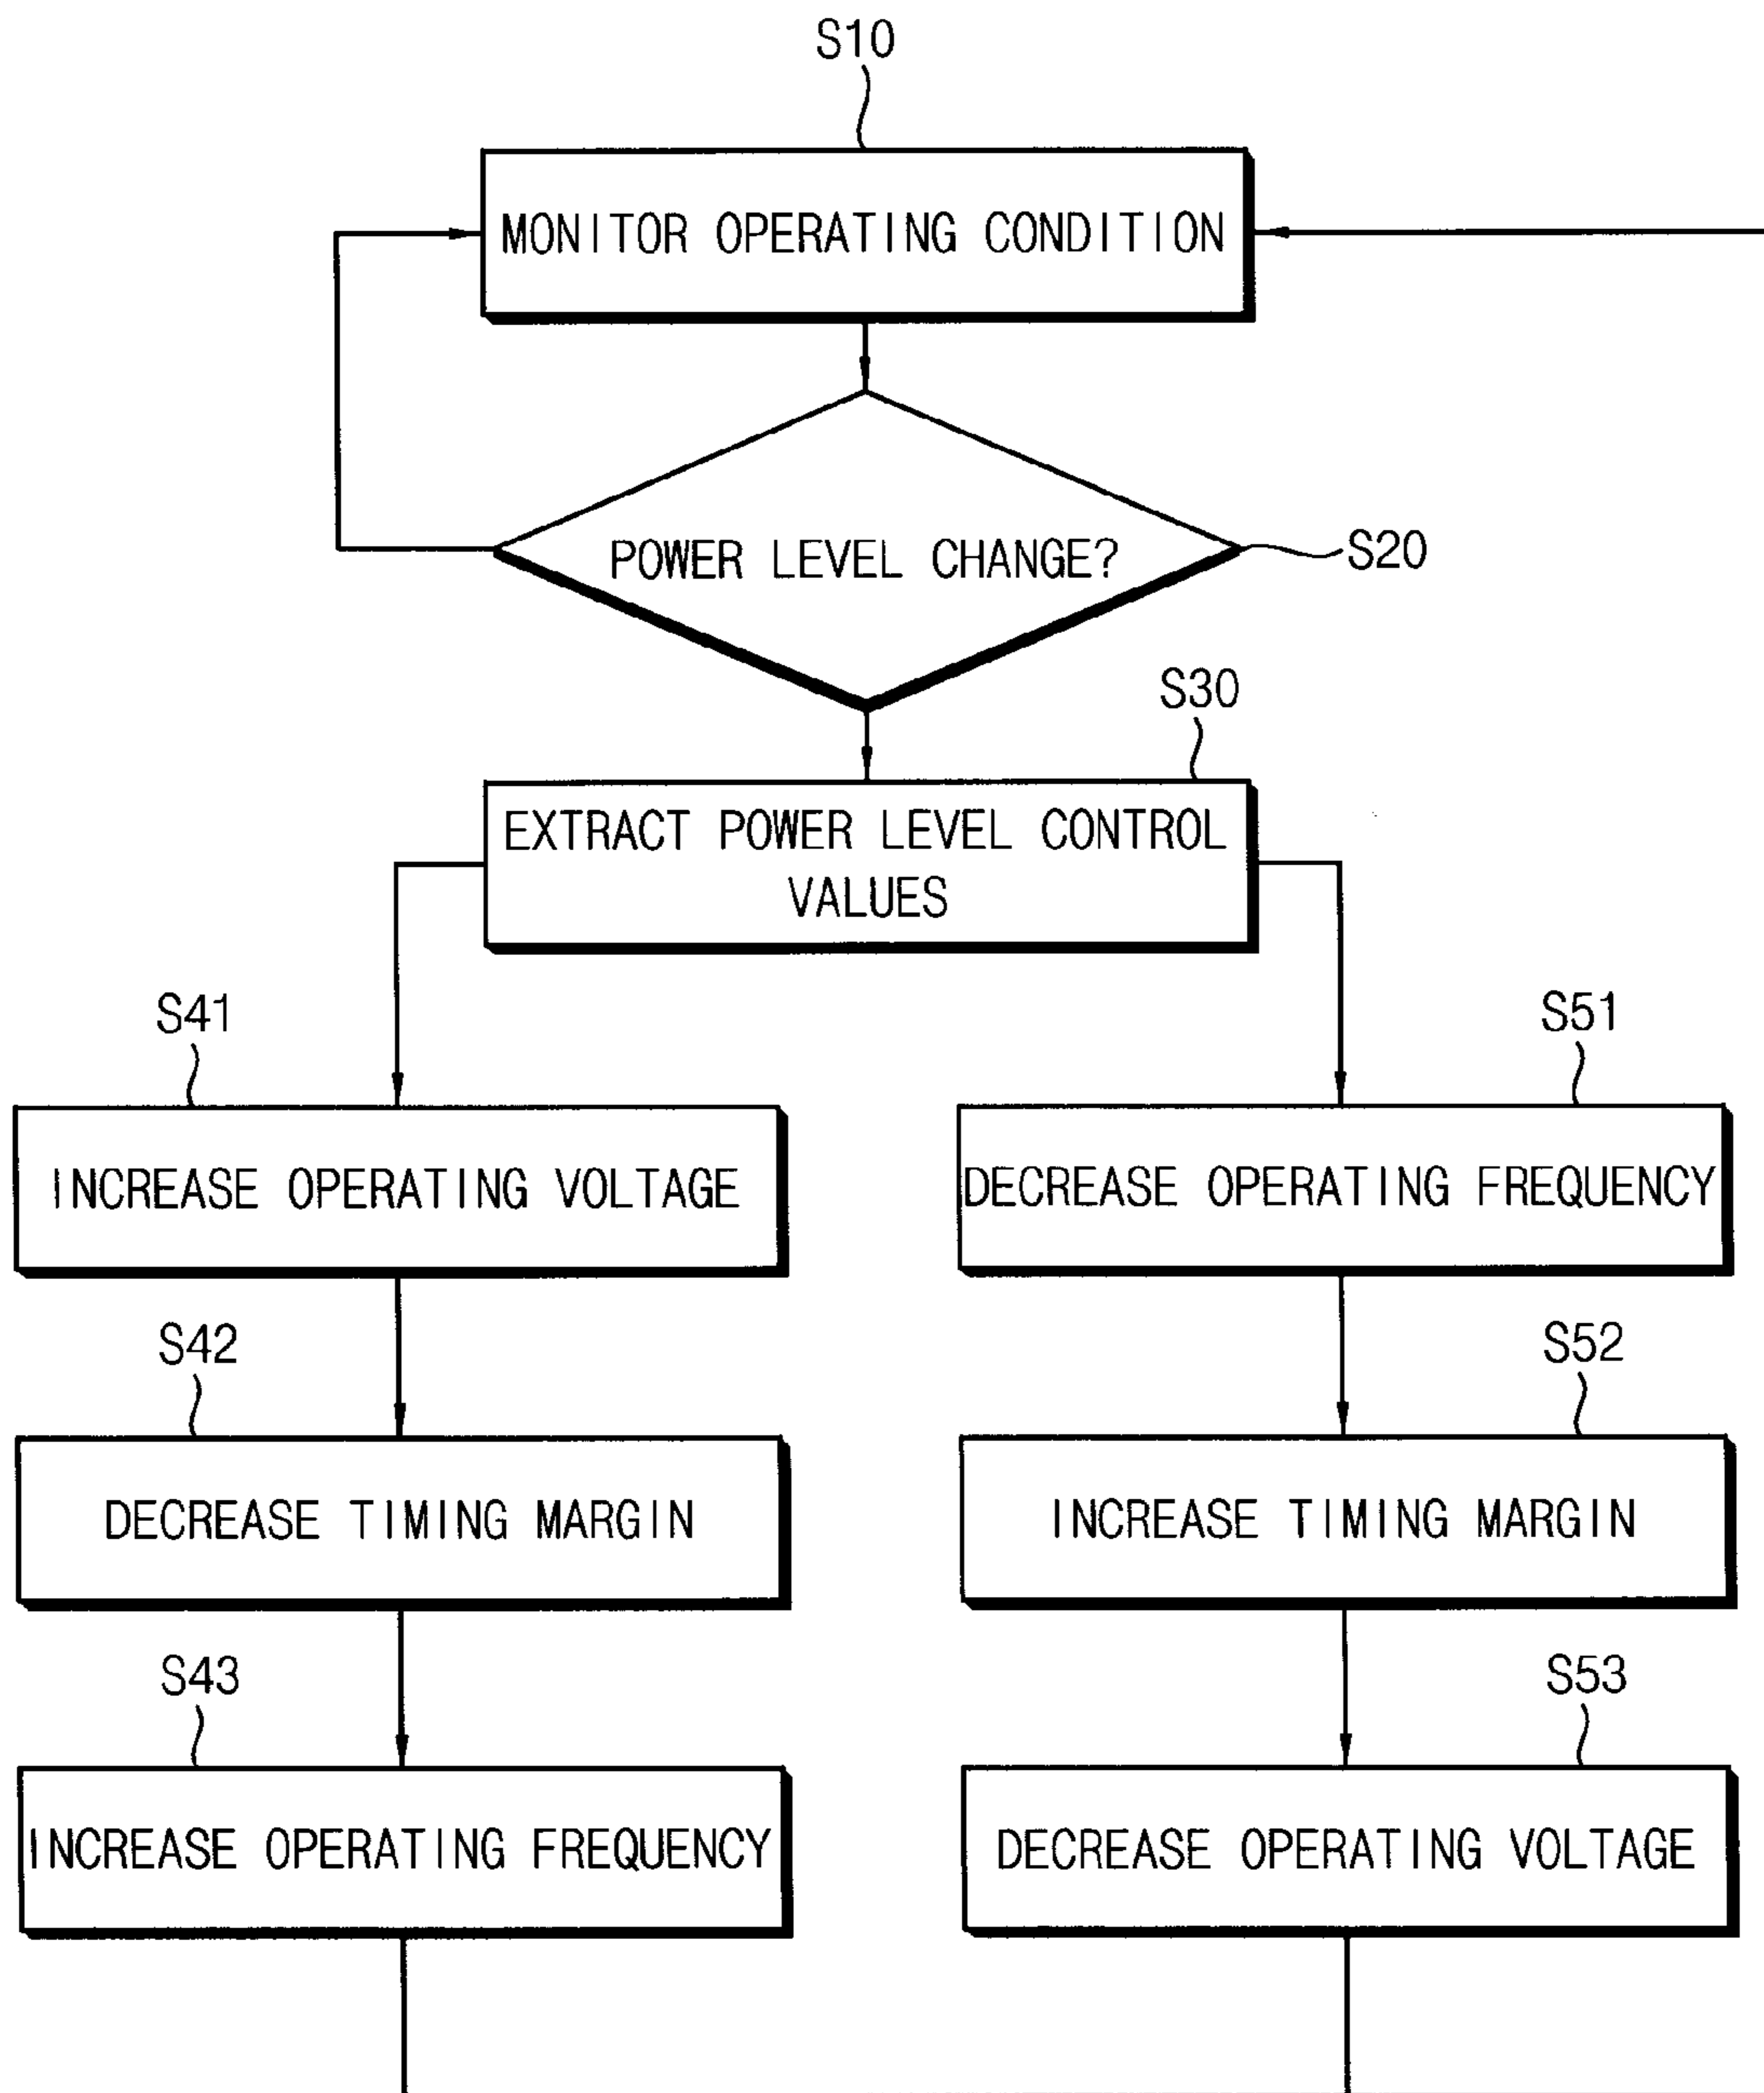 S10
MONITOR OPERATING CONDITION
POWER LEVEL CHANGE?
S20
S30
EXTRACT POWER LEVEL CONTROL
VALUES
S41
S51
INCREASE OPERATING VOLTAGE
DECREASE OPERATING FREQUENCY
S42
S52
DECREASE TIMING MARGIN
INCREASE TIMING MARGIN
S43
S53
INCREASE OPERATING FREQUENCY
DECREASE OPERATING VOLTAGE